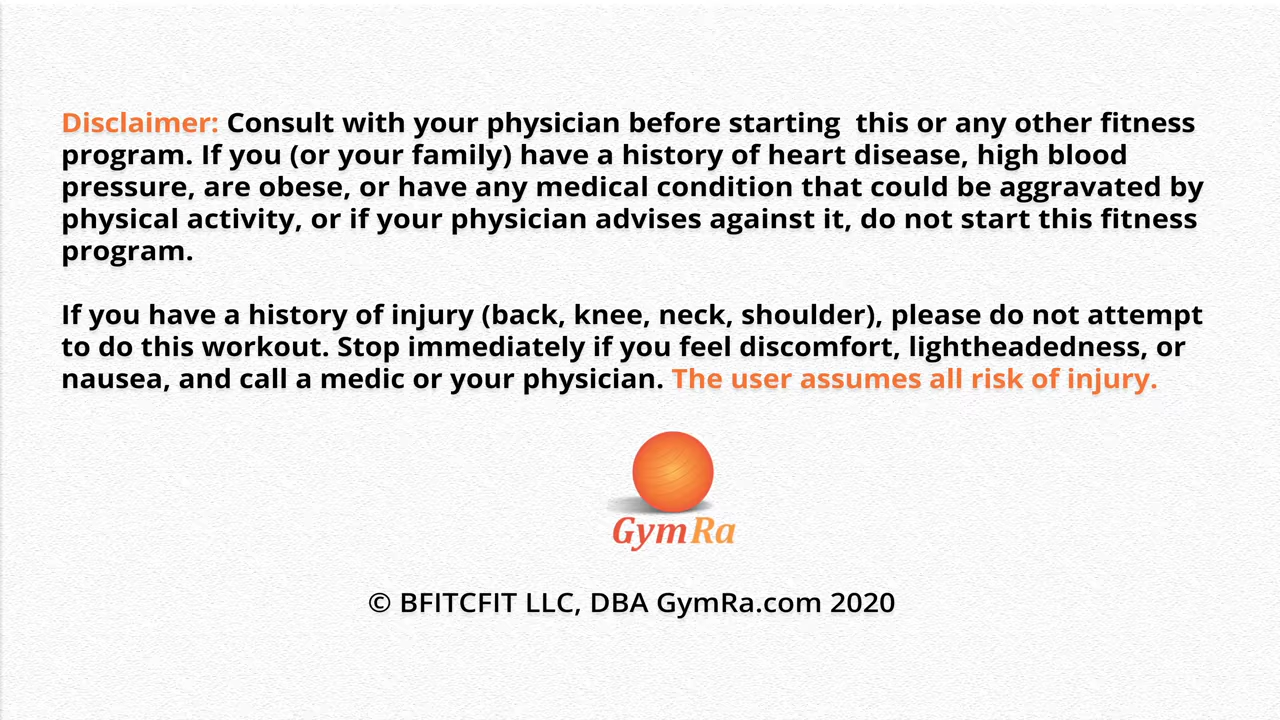 Disclaimer: Consult with your physician before starting  this or any other fitness
program. If you (or your family) have a history of heart disease, high blood
pressure, are obese, or have any medical condition that could be aggravated by
physical activity, or if your physician advises against it, do not start this fitness
program.
If you have a history of injury (back, knee, neck, shoulder), please do not attempt
to do this workout. Stop immediately if you feel discomfort, lightheadedness, or
nausea, and call a medic or your physician. The user assumes all risk of injury.
GymRa
© BFITCFIT LLC, DBA GymRa.com 2020